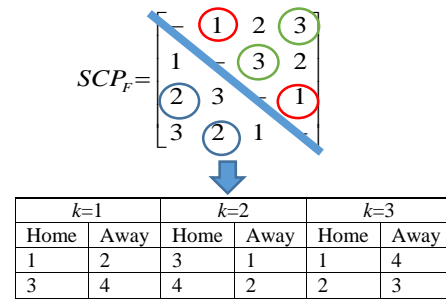 – 1 2 3
1 – 3 2
SCP_F=
2 3 – 1
3 2 1 –
k=1 k=2 k=3
Home Away Home Away Home Away
1 2 3 1 1 4
3 4 4 2 2 3